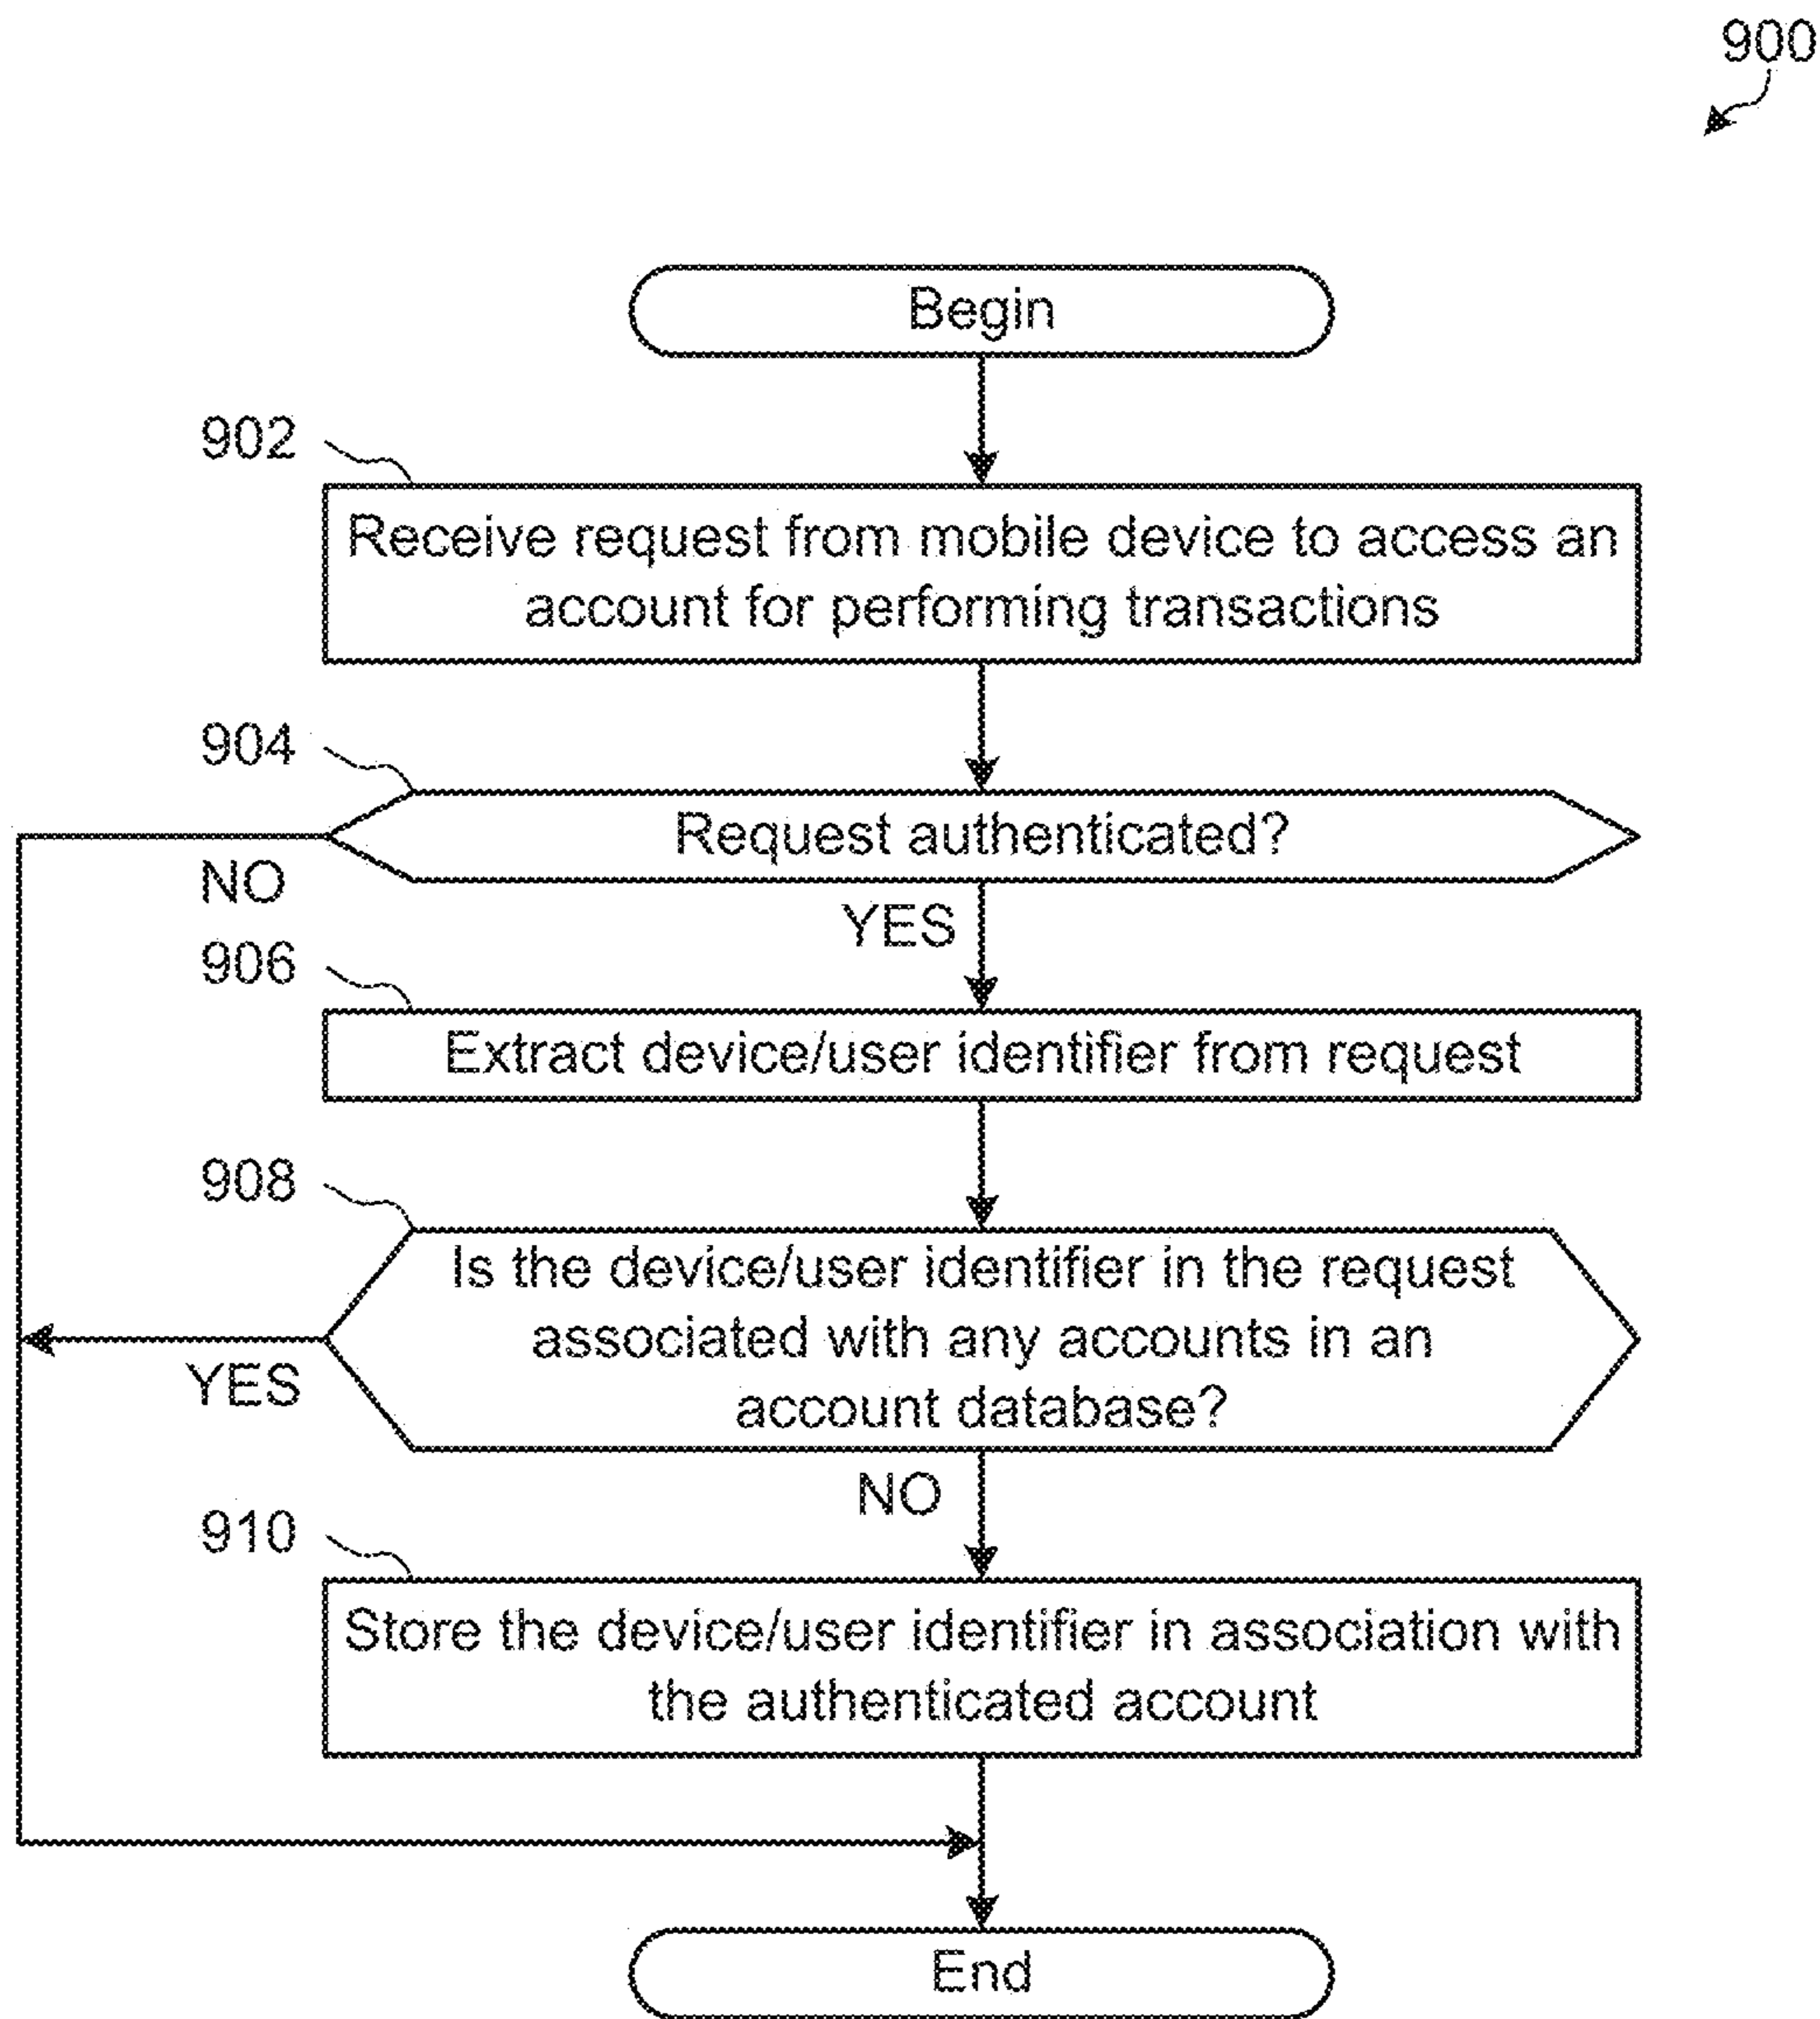 900
Begin
902
Receive request from mobile device to access an
account for performing transactions
904
Request authenticated?
NO
YES
906
Extract device/user identifier from request
908
Is the device/user identifier in the request
associated with any accounts in an
account database?
YES
NO
910
Store the device/user identifier in association with
the authenticated account
End